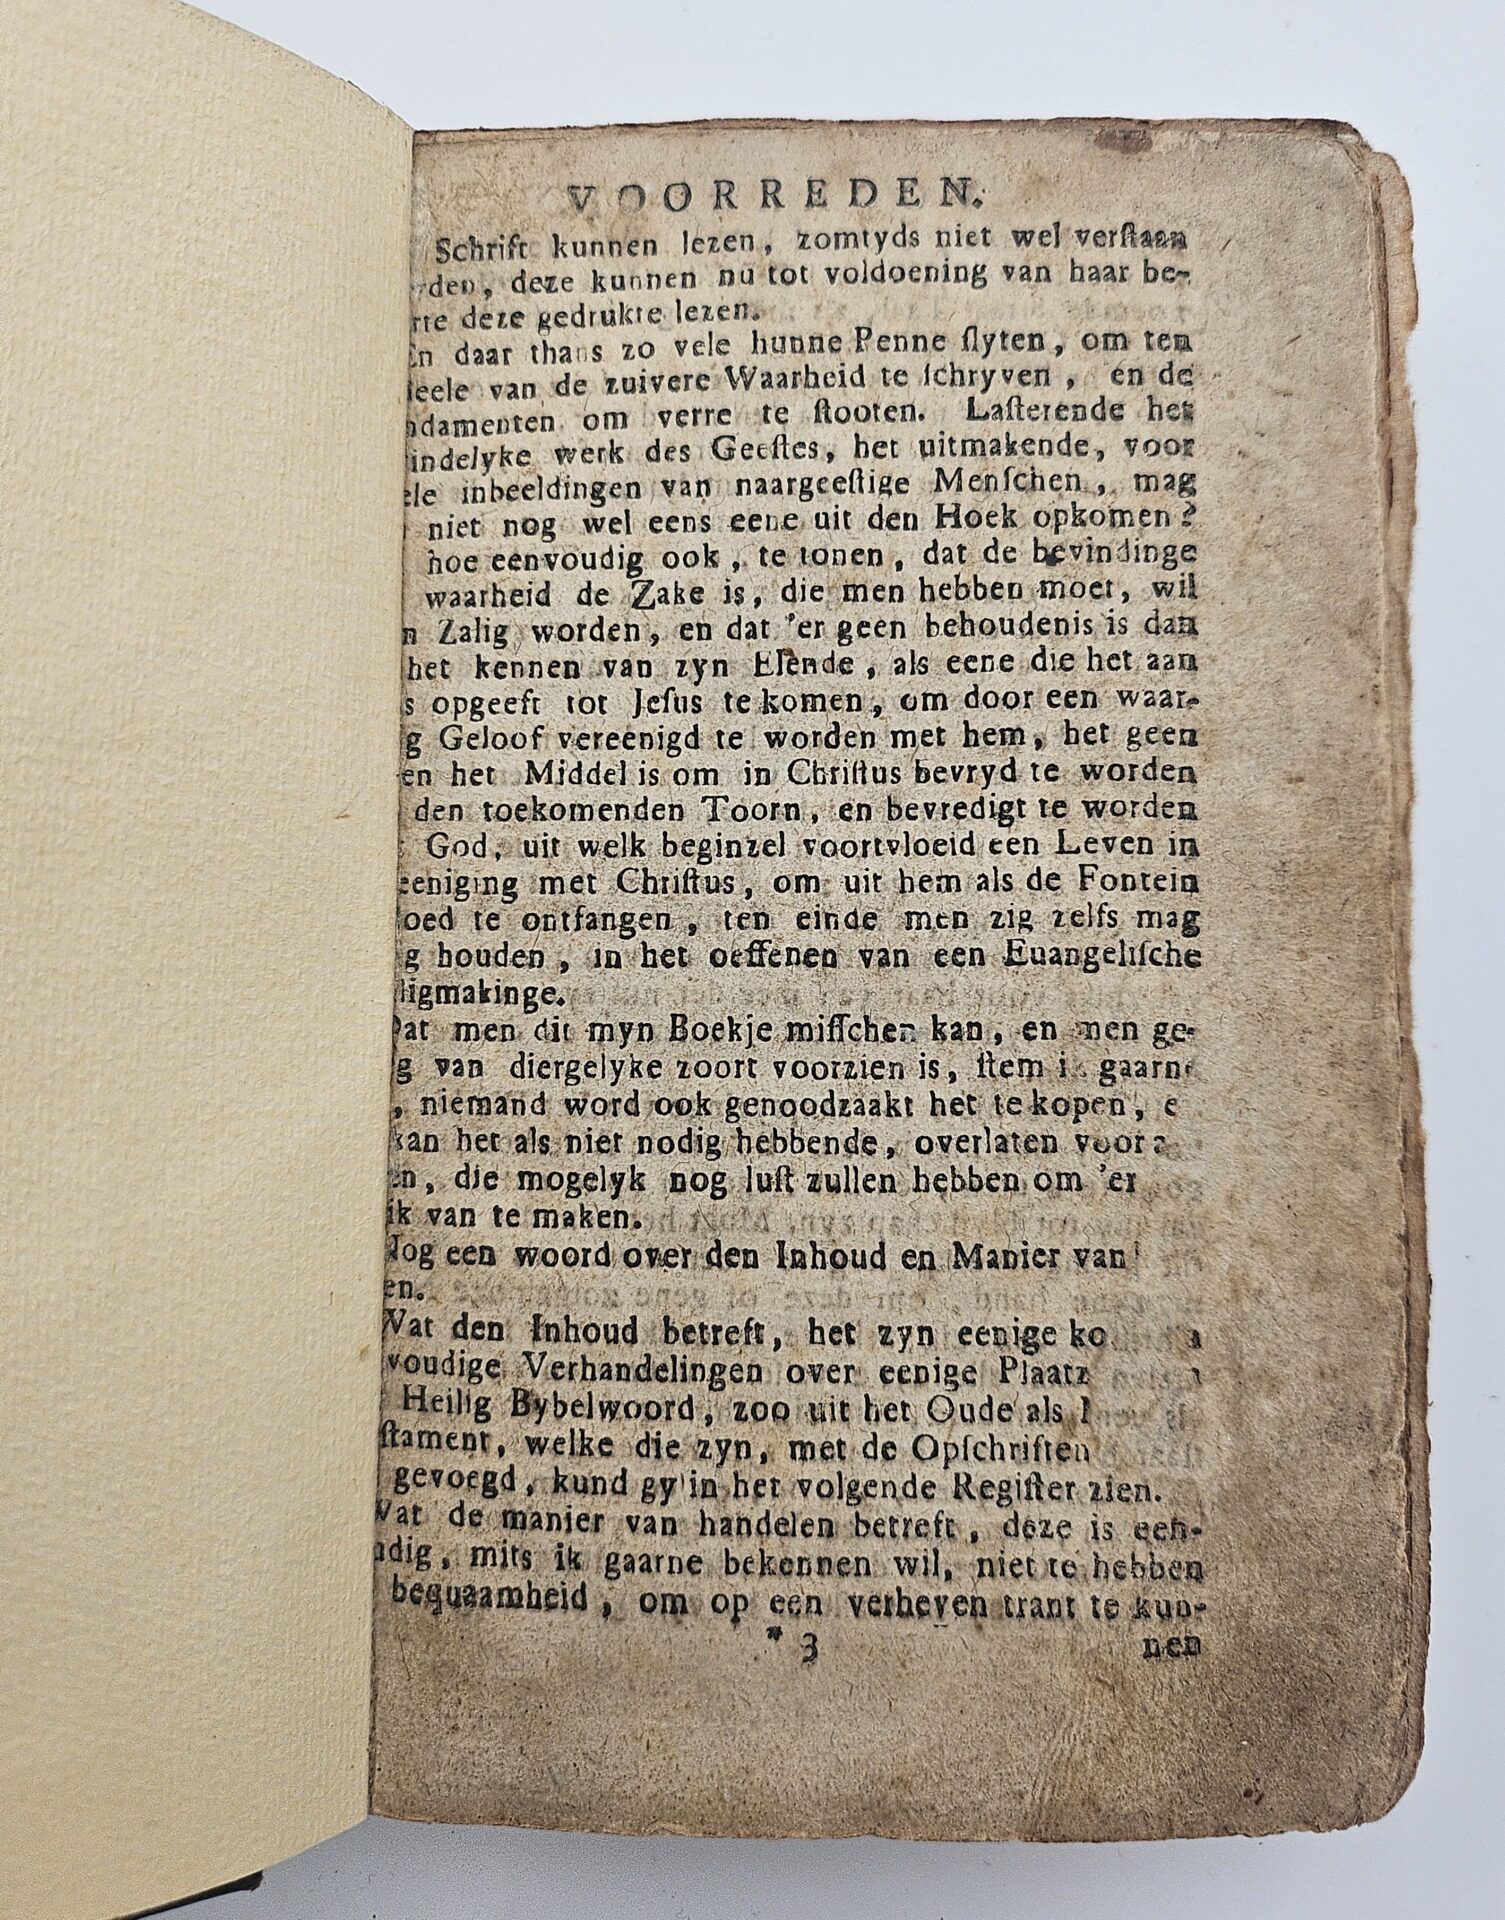 VOORREDEN.
Schrift kunnen lezen, zomtyds niet wel verſtaan
den, deze kunnen nu tot voldoening van haar be-
rte deze gedrukte lezen.
En daar thans zo vele hunne Penne ſlyten, om ten
deele van de zuivere Waarheid te ſchryven, en de
ndamenten om verre te ſtooten. Laſterende het
indelyke werk des Geeſtes, het uitmakende, voor
ele inbeeldingen van naargeeſtige Menſchen, mag
niet nog wel eens eene uit den Hoek opkomen?
hoe eenvoudig ook, te tonen, dat de bevindinge
waarheid de Zake is, die men hebben moet, wil
n Zalig worden, en dat 'er geen behoudenis is dan
het kennen van zyn Elende, als eene die het aan
s opgeeft tot Jeſus te komen, om door een waar-
g Geloof vereenigd te worden met hem, het geen
en het Middel is om in Chriſtus bevryd te worden
den toekomenden Toorn, en bevredigt te worden
God, uit welk beginzel voortvloeid een Leven in
eeniging met Chriſtus, om uit hem als de Fontein
oed te ontfangen, ten einde men zig zelfs mag
g houden, in het oeffenen van een Euangeliſche
ligmakinge.
Dat men dit myn Boekje miſſchen kan, en men ge-
g van diergelyke zoort voorzien is, ſtem i gaarne
, niemand word ook genoodzaakt het te kopen, e
kan het als niet nodig hebbende, overlaten voor a
en, die mogelyk nog luſt zullen hebben om 'er
ik van te maken.
Nog een woord over den Inhoud en Manier van
en.
Wat den Inhoud betreft, het zyn eenige ko
voudige Verhandelingen over eenige Plaatz
Heilig Bybelwoord, zoo uit het Oude als
ſtament, welke die zyn, met de Opſchriften
gevoegd, kund gy in het volgende Regiſter zien.
Wat de manier van handelen betreft, deze is een-
udig, mits ik gaarne bekennen wil, niet te hebben
bequaamheid, om op een verheven trant te kun-
* 3 nen